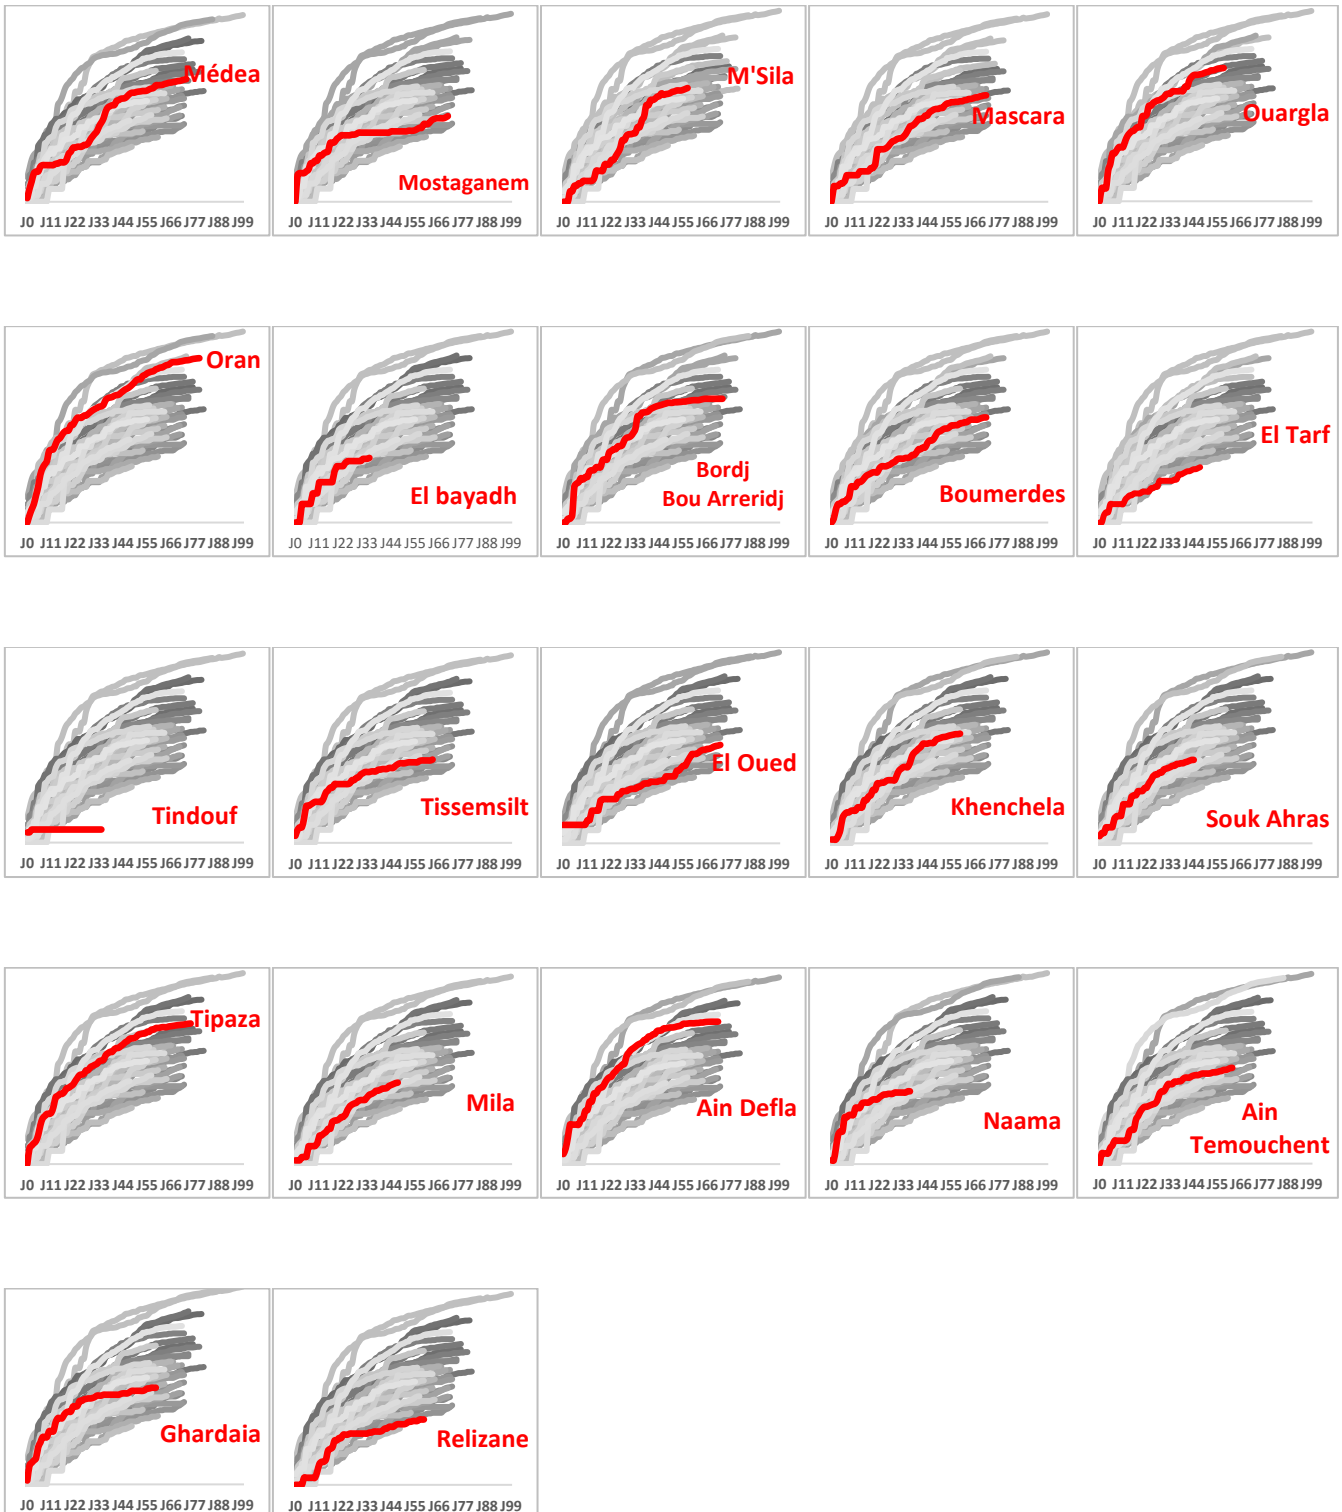 Médea
J0 J11 J22 J33 J44 J55 J66 J77 J88 J99
Mostaganem
J0 J11 J22 J33 J44 J55 J66 J77 J88 J99
M'Sila
J0 J11 J22 J33 J44 J55 J66 J77 J88 J99
Mascara
J0 J11 J22 J33 J44 J55 J66 J77 J88 J99
Ouargla
J0 J11 J22 J33 J44 J55 J66 J77 J88 J99
Oran
J0 J11 J22 J33 J44 J55 J66 J77 J88 J99
El bayadh
J0 J11 J22 J33 J44 J55 J66 J77 J88 J99
Bordj
Bou Arreridj
J0 J11 J22 J33 J44 J55 J66 J77 J88 J99
Boumerdes
J0 J11 J22 J33 J44 J55 J66 J77 J88 J99
El Tarf
J0 J11 J22 J33 J44 J55 J66 J77 J88 J99
Tindouf
J0 J11 J22 J33 J44 J55 J66 J77 J88 J99
Tissemsilt
J0 J11 J22 J33 J44 J55 J66 J77 J88 J99
El Oued
J0 J11 J22 J33 J44 J55 J66 J77 J88 J99
Khenchela
J0 J11 J22 J33 J44 J55 J66 J77 J88 J99
Souk Ahras
J0 J11 J22 J33 J44 J55 J66 J77 J88 J99
Tipaza
J0 J11 J22 J33 J44 J55 J66 J77 J88 J99
Mila
J0 J11 J22 J33 J44 J55 J66 J77 J88 J99
Ain Defla
J0 J11 J22 J33 J44 J55 J66 J77 J88 J99
Naama
J0 J11 J22 J33 J44 J55 J66 J77 J88 J99
Ain
Temouchent
J0 J11 J22 J33 J44 J55 J66 J77 J88 J99
Ghardaia
J0 J11 J22 J33 J44 J55 J66 J77 J88 J99
Relizane
J0 J11 J22 J33 J44 J55 J66 J77 J88 J99